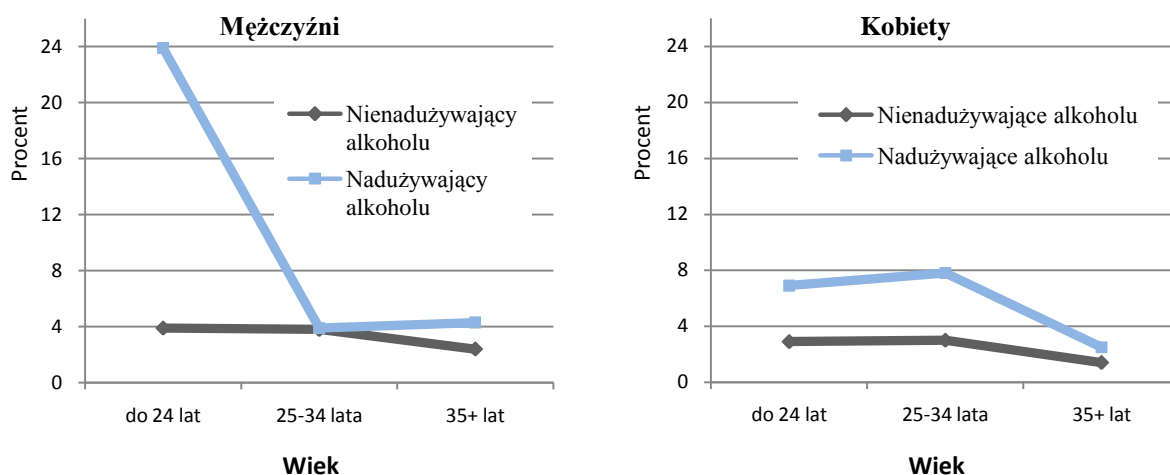 Mężczyźni
24
20
16
12
8
4
0
Procent
Nienadużywający
alkoholu
Nadużywający
alkoholu
do 24 lat
25-34 lata
35+ lat
Wiek
Kobiety
24
20
16
12
8
4
0
Procent
Nienadużywające alkoholu
Nadużywające alkoholu
do 24 lat
25-34 lata
35+ lat
Wiek